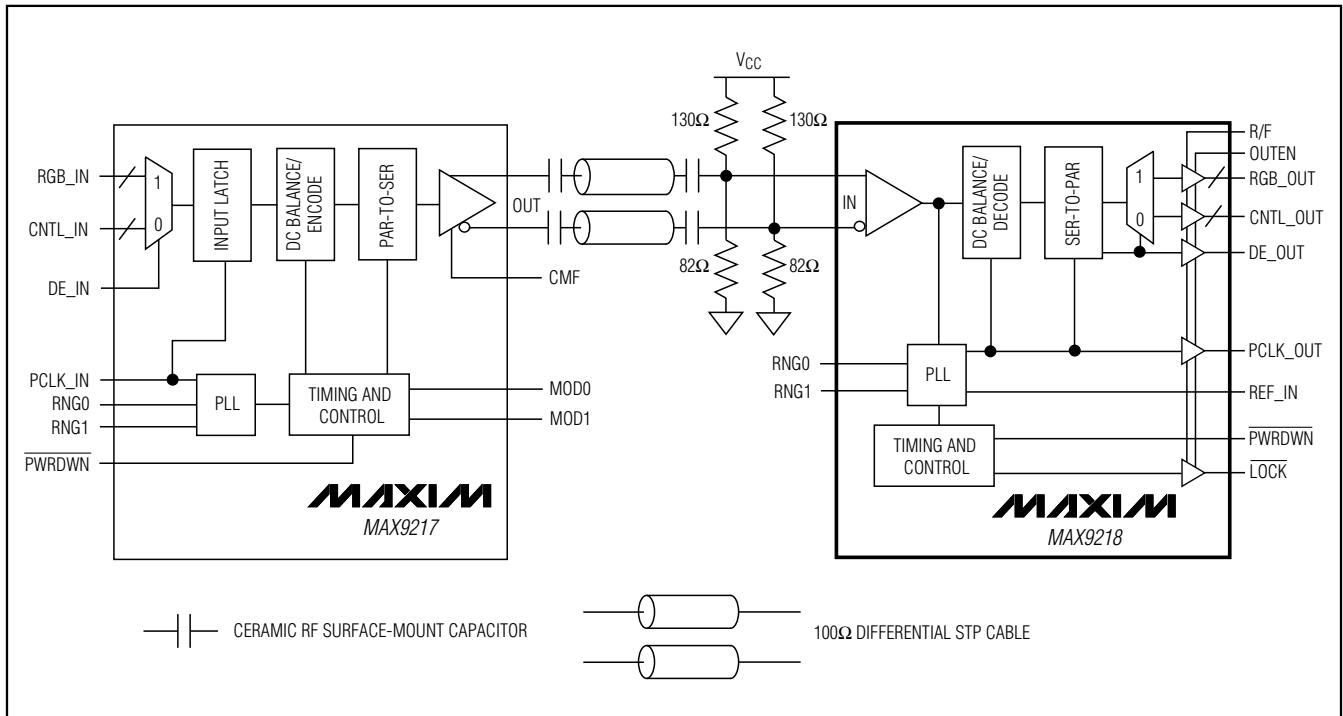 VCC
130Ω
130Ω
RGB_IN
CNTL_IN
DE_IN
PCLK_IN
RNG0
RNG1
PWRDWN
1
0
INPUT LATCH
DC BALANCE/
ENCODE
PAR-TO-SER
PLL
TIMING AND
CONTROL
OUT
CMF
MOD0
MOD1
MAXIM
MAX9217
82Ω
82Ω
IN
DC BALANCE/
DECODE
SER-TO-PAR
1
0
RNG0
RNG1
PLL
TIMING AND
CONTROL
R/F
OUTEN
RGB_OUT
CNTL_OUT
DE_OUT
PCLK_OUT
REF_IN
PWRDWN
LOCK
MAXIM
MAX9218
CERAMIC RF SURFACE-MOUNT CAPACITOR
100Ω DIFFERENTIAL STP CABLE